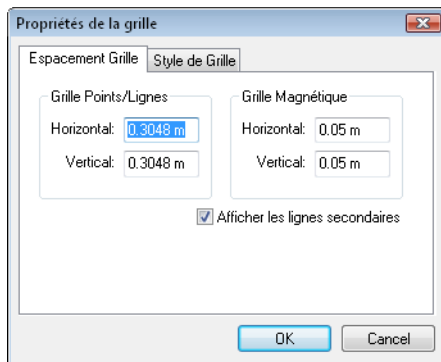 Propriétés de la grille
Espacement Grille
Style de Grille
Grille Points/Lignes
Horizontal: 0.3048 m
Vertical: 0.3048 m
Grille Magnétique
Horizontal: 0.05 m
Vertical: 0.05 m
Afficher les lignes secondaires
OK
Cancel